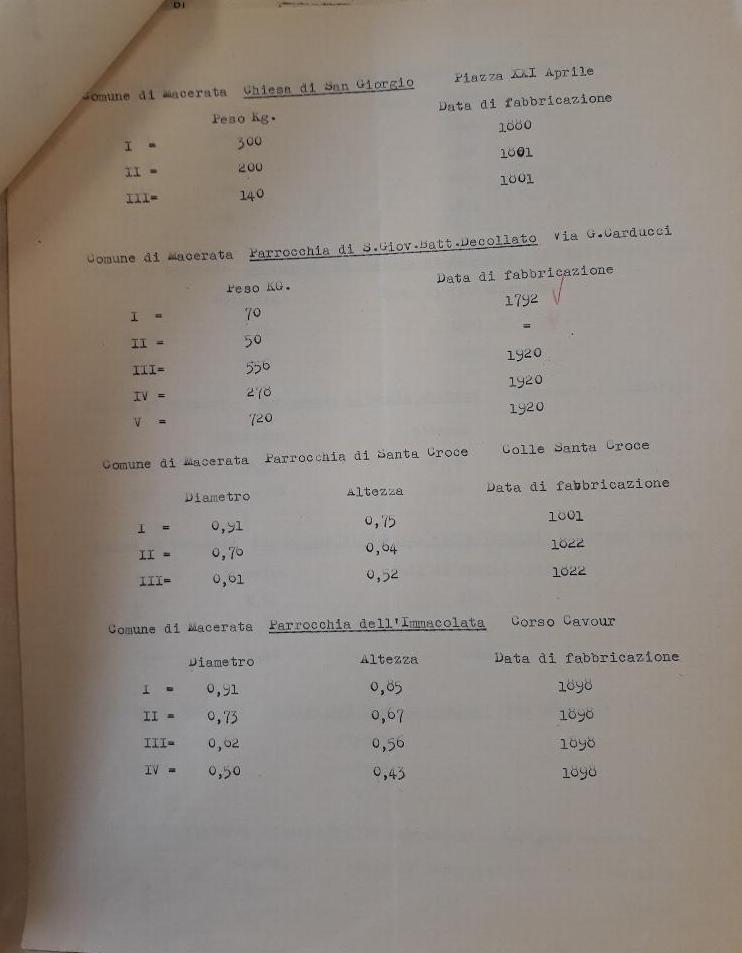 DI
Comune di Macerata Chiesa di San Giorgio Piazza XXI Aprile
Peso Kg. Data di fabbricazione
I = 300 1880
II = 200 1801
III= 140 1801
Comune di Macerata Parrocchia di S.Giov.Batt.Decollato Via G.Carducci
Peso KG. Data di fabbricazione
I = 70 1792
II = 50 =
III= 556 1920
IV = 278 1920
V = 720 1920
Comune di Macerata Parrocchia di Santa Croce Colle Santa Croce
Diametro Altezza Data di fabbricazione
I = 0,91 0,75 1801
II = 0,76 0,64 1822
III= 0,61 0,52 1822
Comune di Macerata Parrocchia dell'Immacolata Corso Cavour
Diametro Altezza Data di fabbricazione
I = 0,91 0,85 1898
II = 0,73 0,67 1898
III= 0,62 0,56 1898
IV = 0,50 0,43 1898